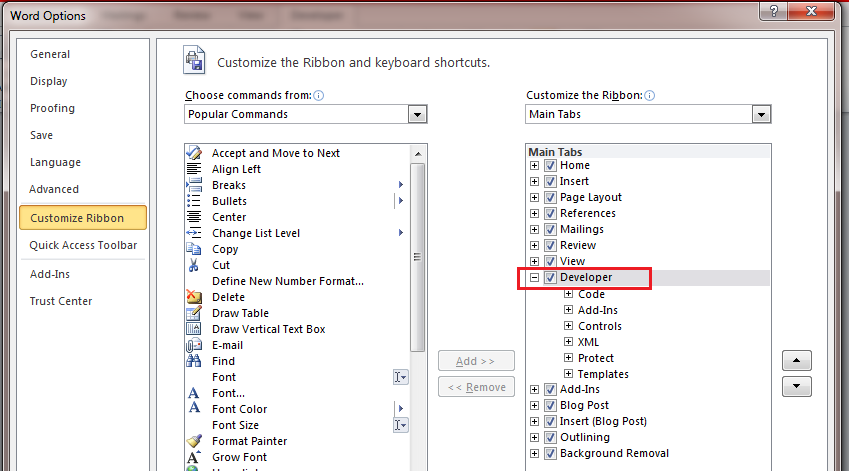 Word Options
General
Display
Proofing
Save
Language
Advanced
Customize Ribbon
Quick Access Toolbar
Add-Ins
Trust Center
Customize the Ribbon and keyboard shortcuts.
Choose commands from:
Popular Commands
Accept and Move to Next
Align Left
Breaks
Bullets
Center
Change List Level
Copy
Cut
Define New Number Format...
Delete
Draw Table
Draw Vertical Text Box
E-mail
Find
Font
Font...
Font Color
Font Size
Format Painter
Grow Font
Add >>
<< Remove
Customize the Ribbon:
Main Tabs
Main Tabs
Home
Insert
Page Layout
References
Mailings
Review
View
Developer
Code
Add-Ins
Controls
XML
Protect
Templates
Add-Ins
Blog Post
Insert (Blog Post)
Outlining
Background Removal